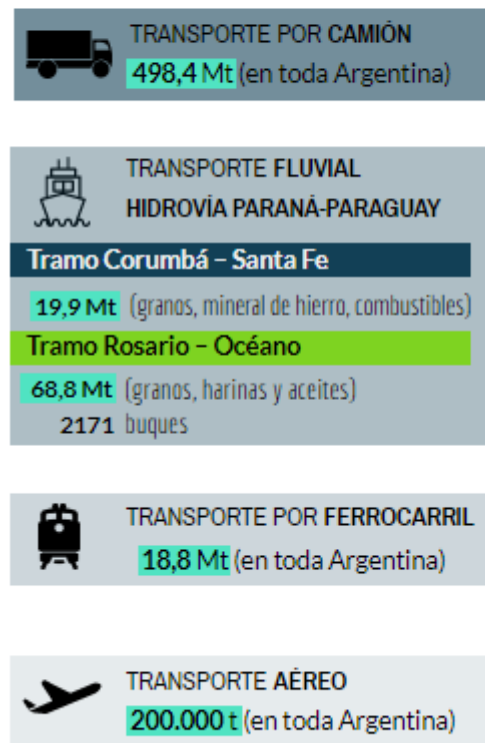 TRANSPORTE POR CAMIÓN
498,4 Mt (en toda Argentina)
TRANSPORTE FLUVIAL
HIDROVÍA PARANÁ-PARAGUAY
Tramo Corumbá – Santa Fe
19,9 Mt (granos, mineral de hierro, combustibles)
Tramo Rosario – Océano
68,8 Mt (granos, harinas y aceites)
2171 buques
TRANSPORTE POR FERROCARRIL
18,8 Mt (en toda Argentina)
TRANSPORTE AÉREO
200.000 t (en toda Argentina)